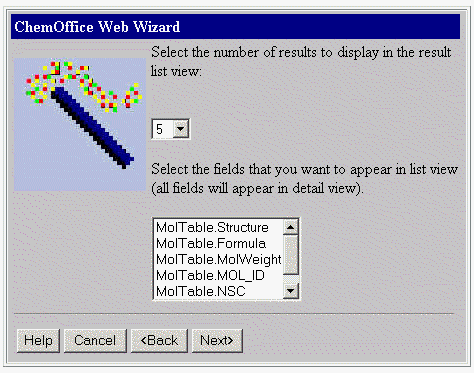 ChemOffice Web Wizard
Select the number of results to display in the result
list view:
5
Select the fields that you want to appear in list view
(all fields will appear in detail view).
MolTable.Structure
MolTable.Formula
MolTable.MolWeight
MolTable.MOL_ID
MolTable.NSC
Help Cancel <Back Next>